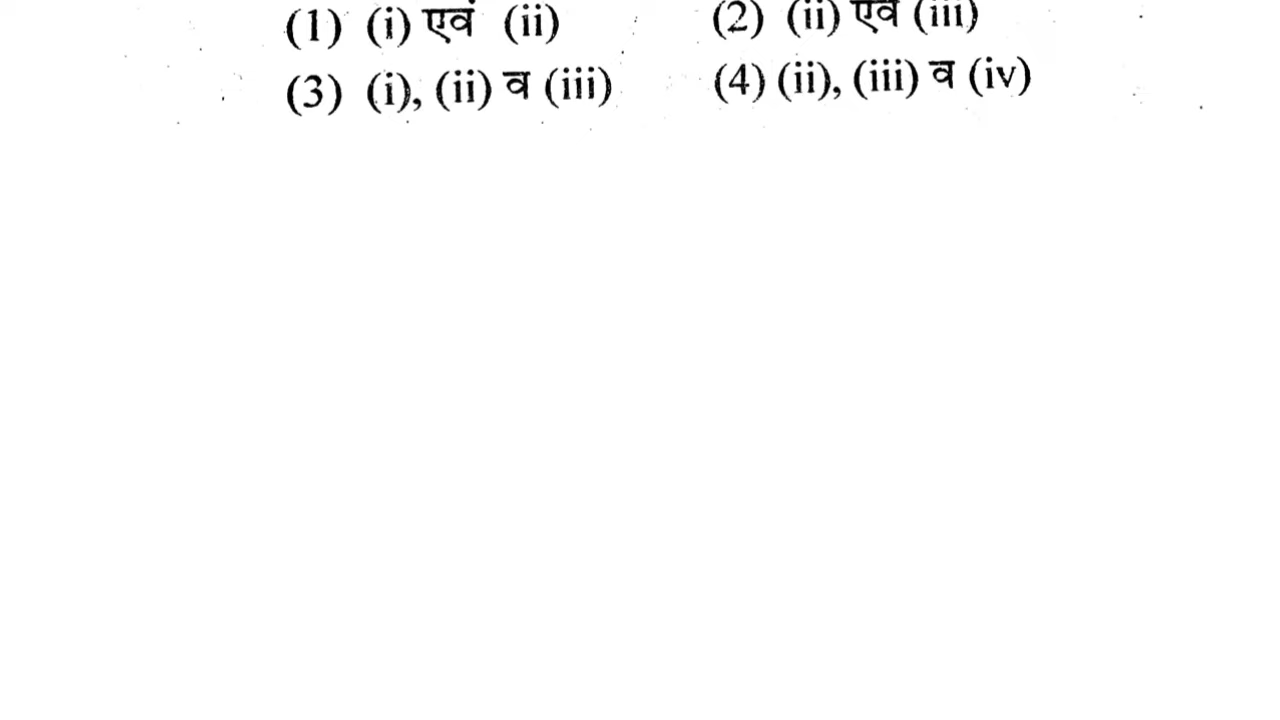 (1) (i) एवं (ii) (2) (ii) एवं (iii)
(3) (i), (ii) व (iii) (4) (ii), (iii) व (iv)